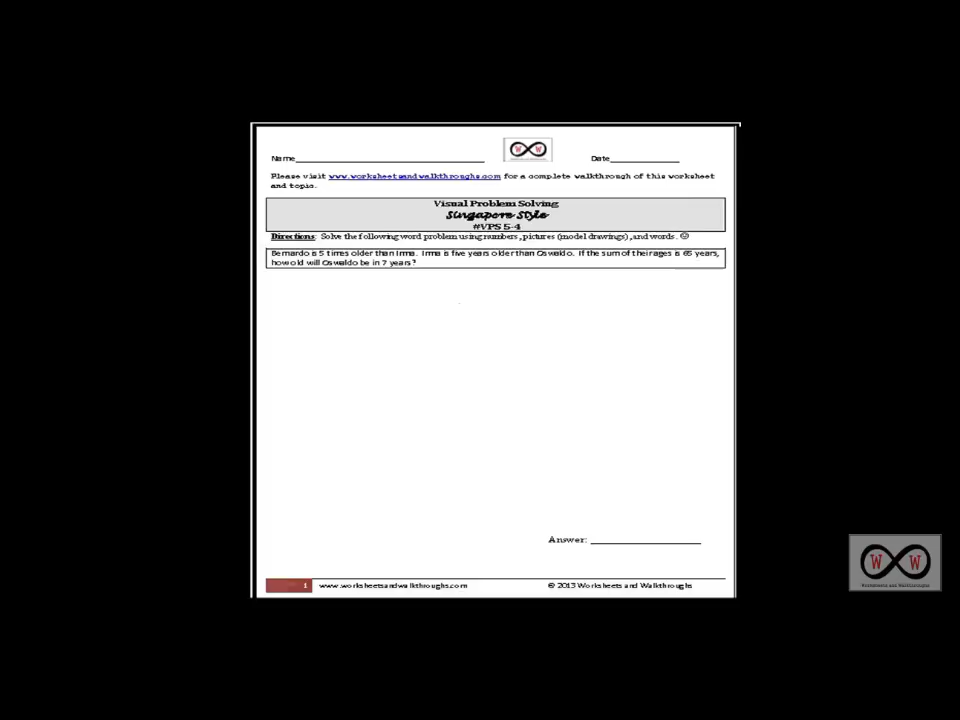 Name Date
W W
Please visit www.worksheetsandwalkthroughs.com for a complete walkthrough of this worksheet
and topic.
Visual Problem Solving
Singapore Style
#VPS 5-4
Directions: Solve the following word problem using numbers, pictures (model drawings), and words. ☺
Bernardo is 5 times older than Irma. Irma is five years older than Oswaldo. If the sum of their ages is 65 years,
how old will Oswaldo be in 7 years?
Answer:
W W
Worksheets and Walkthroughs
1 www.worksheetsandwalkthroughs.com © 2013 Worksheets and Walkthroughs